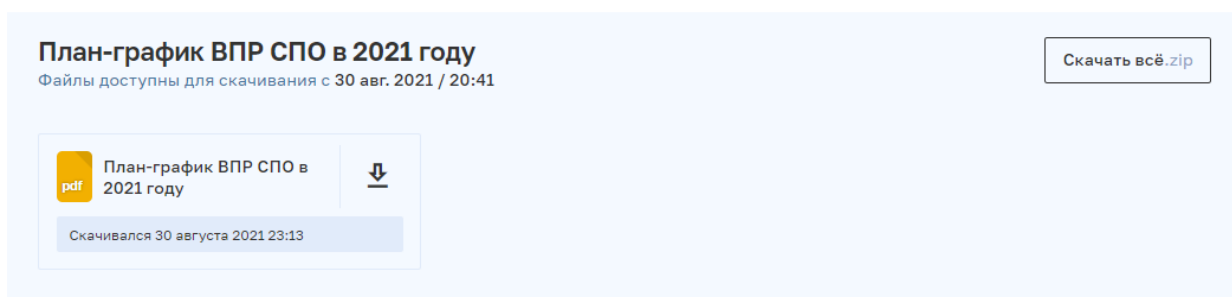 План-график ВПР СПО в 2021 году
Файлы доступны для скачивания с 30 авг. 2021 / 20:41
Скачать всё.zip
План-график ВПР СПО в
2021 году
pdf
Скачивался 30 августа 2021 23:13